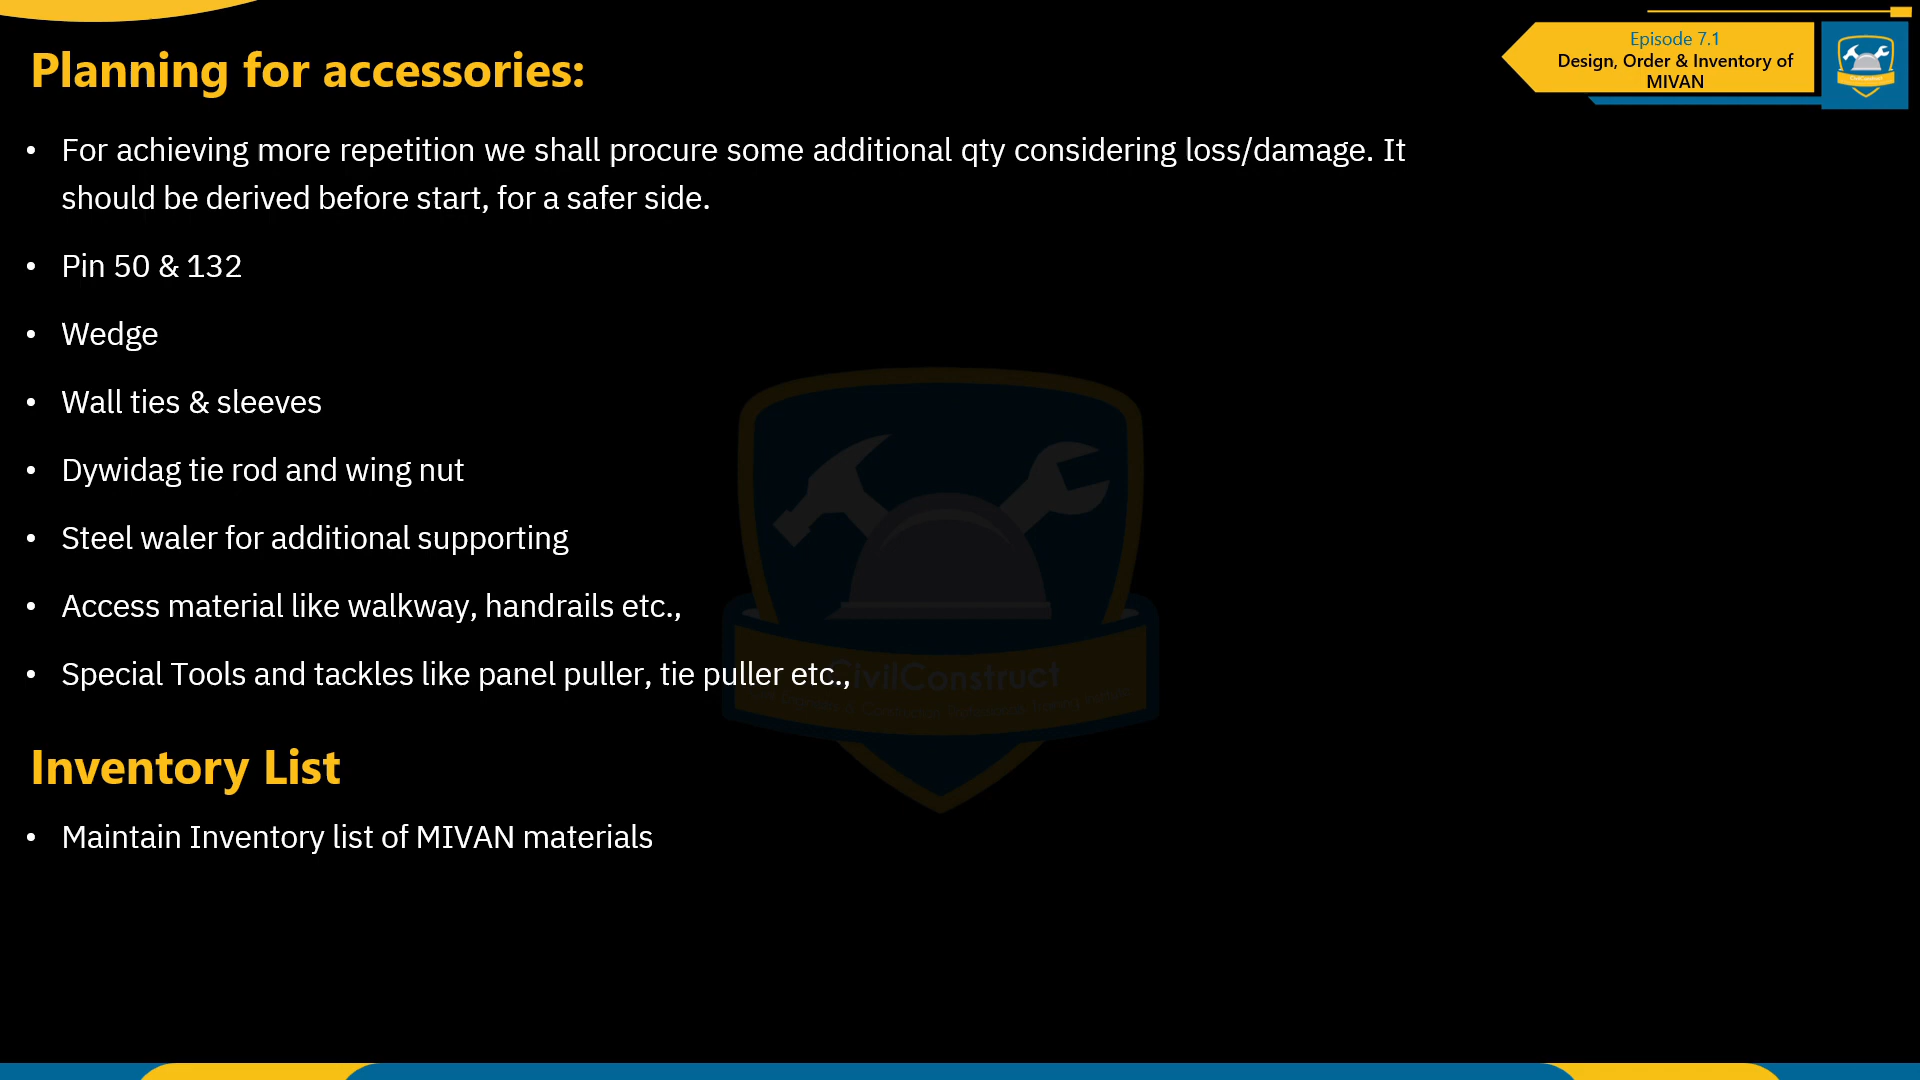 Episode 7.1
Design, Order & Inventory of
MIVAN
Planning for accessories:
• For achieving more repetition we shall procure some additional qty considering loss/damage. It
should be derived before start, for a safer side.
• Pin 50 & 132
• Wedge
• Wall ties & sleeves
• Dywidag tie rod and wing nut
• Steel waler for additional supporting
• Access material like walkway, handrails etc.,
• Special Tools and tackles like panel puller, tie puller etc.,
CivilConstruct
Inventory List
• Maintain Inventory list of MIVAN materials